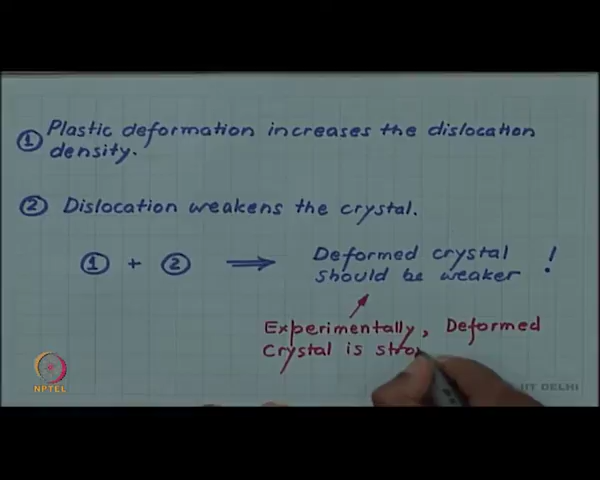 ① Plastic deformation increases the dislocation
density.
② Dislocation weakens the crystal.
① + ② ⟹ Deformed crystal
should be weaker !
Experimentally, Deformed
Crystal is stro
NPTEL
IIT DELHI